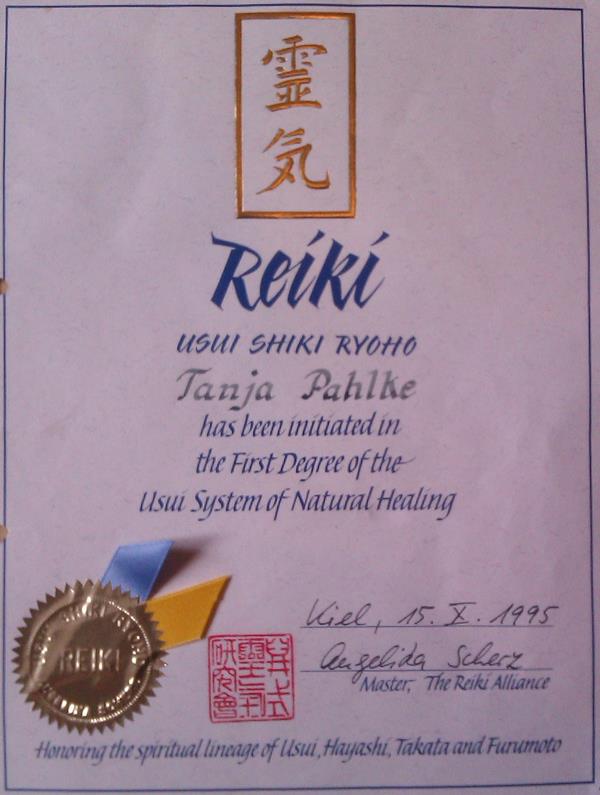 霊
気
Reiki
USUI SHIKI RYOHO
Tanja Pahlke
has been initiated in
the First Degree of the
Usui System of Natural Healing
REIKI
Kiel, 15. X. 1995
Angelida Scherz
Master, The Reiki Alliance
Honoring the spiritual lineage of Usui, Hayashi, Takata and Furumoto